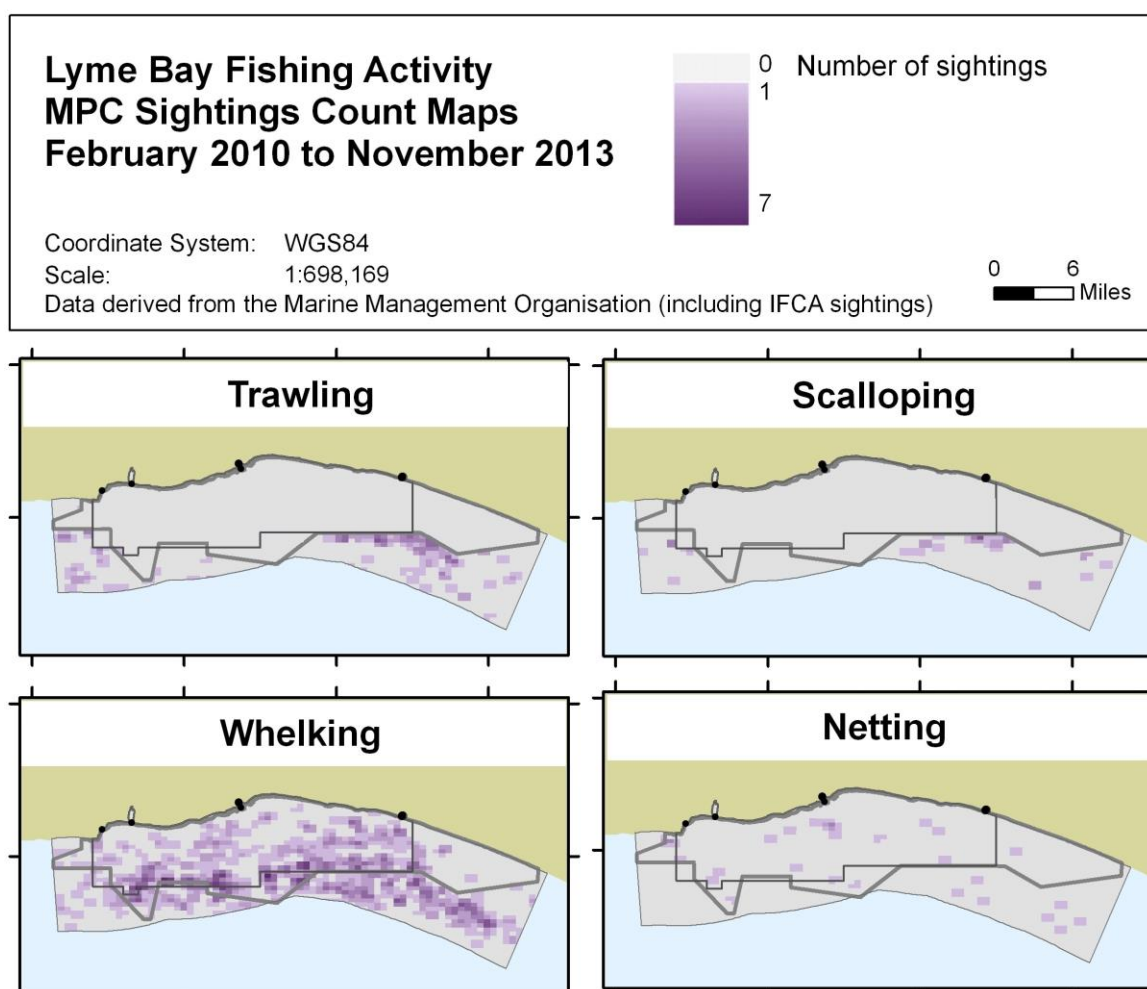 Lyme Bay Fishing Activity
MPC Sightings Count Maps
February 2010 to November 2013
0 Number of sightings
1
7
Coordinate System: WGS84
Scale: 1:698,169
Data derived from the Marine Management Organisation (including IFCA sightings)
0 6
Miles
Trawling
Scalloping
Whelking
Netting